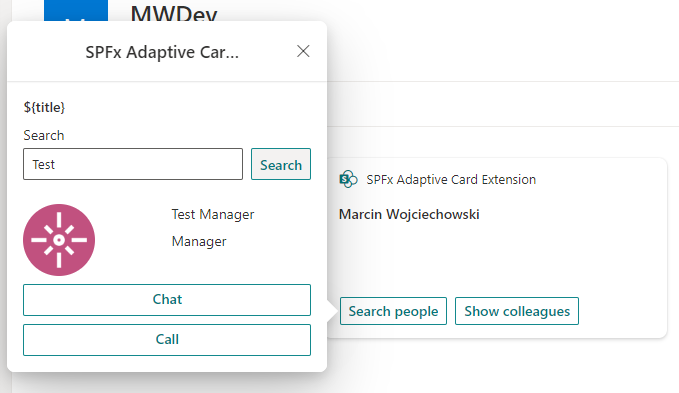 MWDev
SPFx Adaptive Car...
${title}
Search
Test
Search
Test Manager
Manager
Chat
Call
SPFx Adaptive Card Extension
Marcin Wojciechowski
Search people
Show colleagues